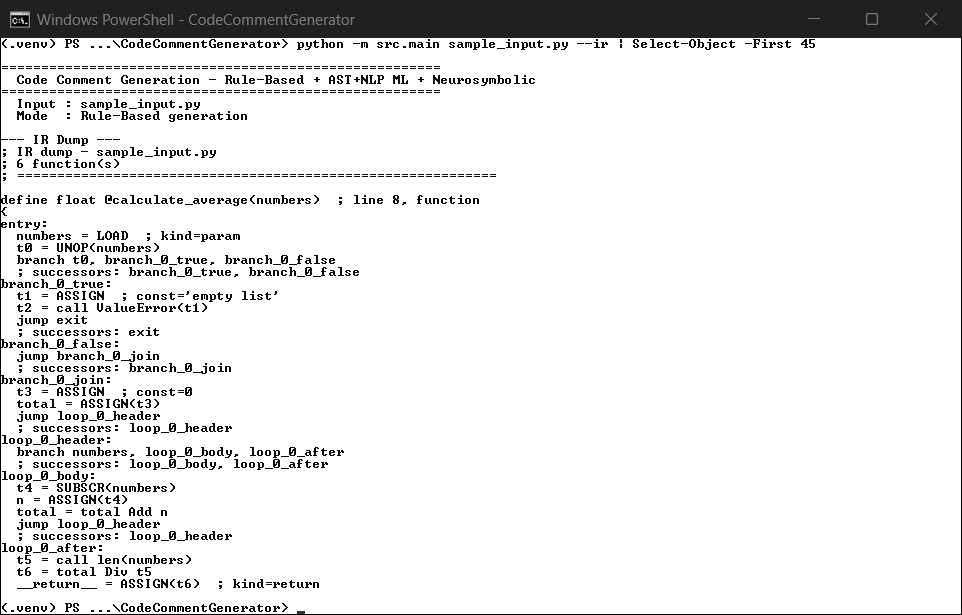 Windows PowerShell - CodeCommentGenerator
(.venv) PS ...\CodeCommentGenerator> python -m src.main sample_input.py --ir | Select-Object -First 45
=======================================================
  Code Comment Generation - Rule-Based + AST+NLP ML + Neurosymbolic
=======================================================
  Input : sample_input.py
  Mode  : Rule-Based generation

--- IR Dump ---
; IR dump - sample_input.py
; 6 function(s)
; ============================================================

define float @calculate_average(numbers)  ; line 8, function
{
entry:
  numbers = LOAD  ; kind=param
  t0 = UNOP(numbers)
  branch t0, branch_0_true, branch_0_false
  ; successors: branch_0_true, branch_0_false
branch_0_true:
  t1 = ASSIGN  ; const='empty list'
  t2 = call ValueError(t1)
  jump exit
  ; successors: exit
branch_0_false:
  jump branch_0_join
  ; successors: branch_0_join
branch_0_join:
  t3 = ASSIGN  ; const=0
  total = ASSIGN(t3)
  jump loop_0_header
  ; successors: loop_0_header
loop_0_header:
  branch numbers, loop_0_body, loop_0_after
  ; successors: loop_0_body, loop_0_after
loop_0_body:
  t4 = SUBSCR(numbers)
  n = ASSIGN(t4)
  total = total Add n
  jump loop_0_header
  ; successors: loop_0_header
loop_0_after:
  t5 = call len(numbers)
  t6 = total Div t5
  __return__ = ASSIGN(t6)  ; kind=return

(.venv) PS ...\CodeCommentGenerator> _